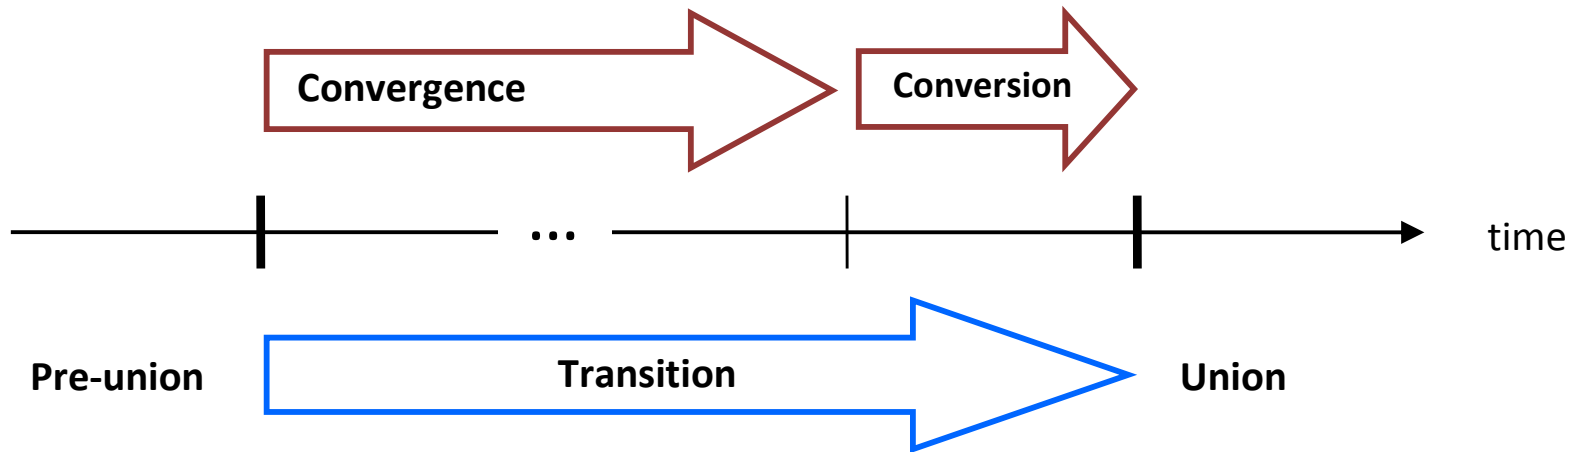 Convergence
Conversion
...
time
Pre-union
Transition
Union